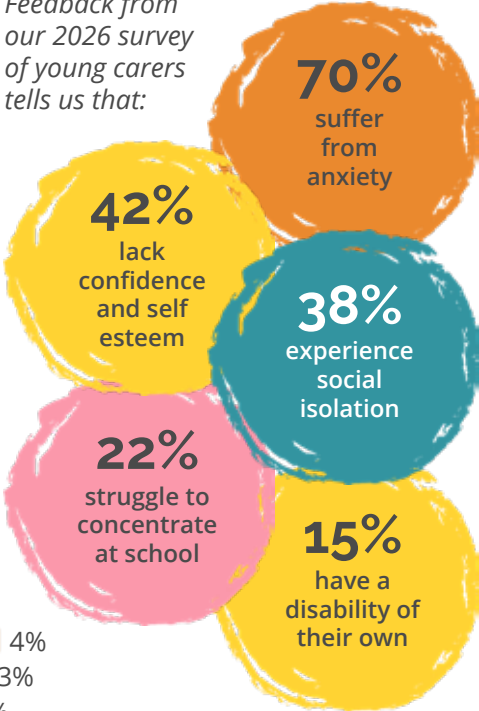 Feedback from
our 2026 survey
of young carers
tells us that:
70%
suffer
from
anxiety
42%
lack
confidence
and self
esteem
38%
experience
social
isolation
22%
struggle to
concentrate
at school
15%
have a
disability of
their own
4%
3%